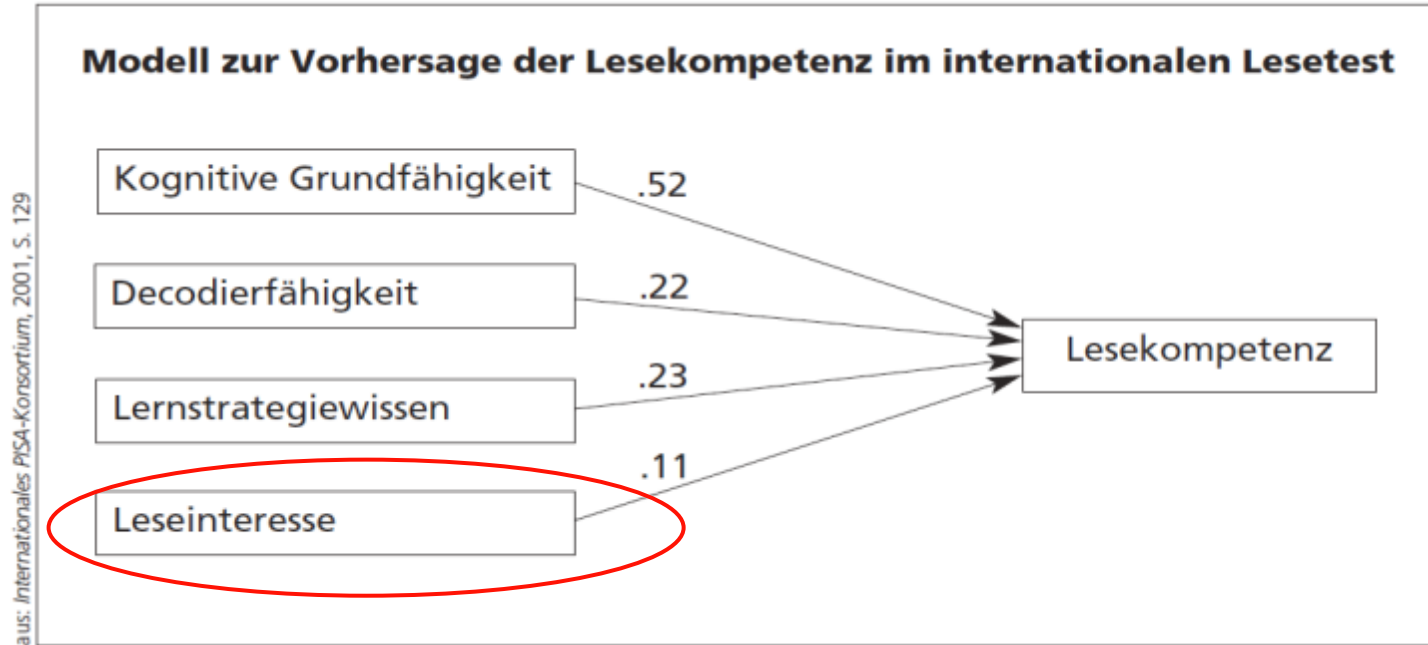 Modell zur Vorhersage der Lesekompetenz im internationalen Lesetest
Kognitive Grundfähigkeit
.52
Decodierfähigkeit
.22
Lernstrategiewissen
.23
Leseinteresse
.11
Lesekompetenz
aus: Internationales PISA-Konsortium, 2001, S. 129